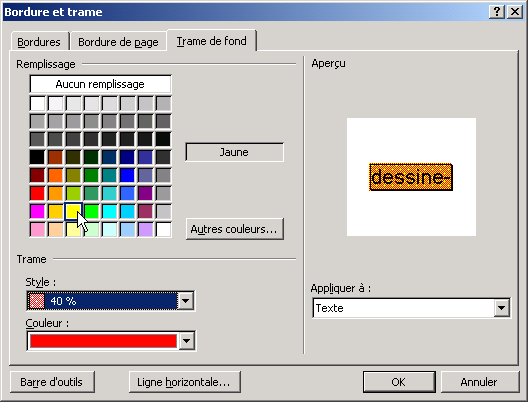 Bordure et trame
Bordures
Bordure de page
Trame de fond
Remplissage
Aucun remplissage
Jaune
Autres couleurs...
Trame
Style :
40 %
Couleur :
Aperçu
dessine-
Appliquer à :
Texte
Barre d'outils
Ligne horizontale...
OK
Annuler